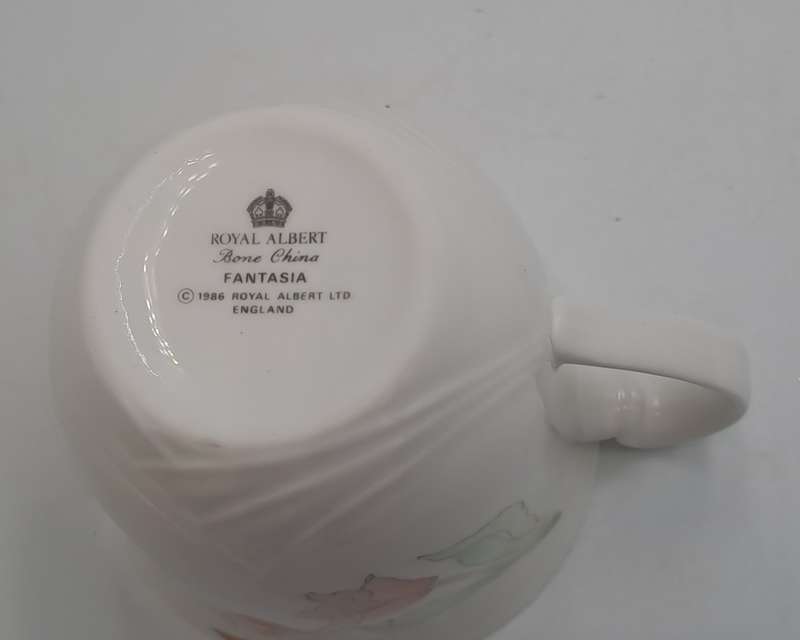 ROYAL ALBERT
Bone China
FANTASIA
© 1986 ROYAL ALBERT LTD
ENGLAND